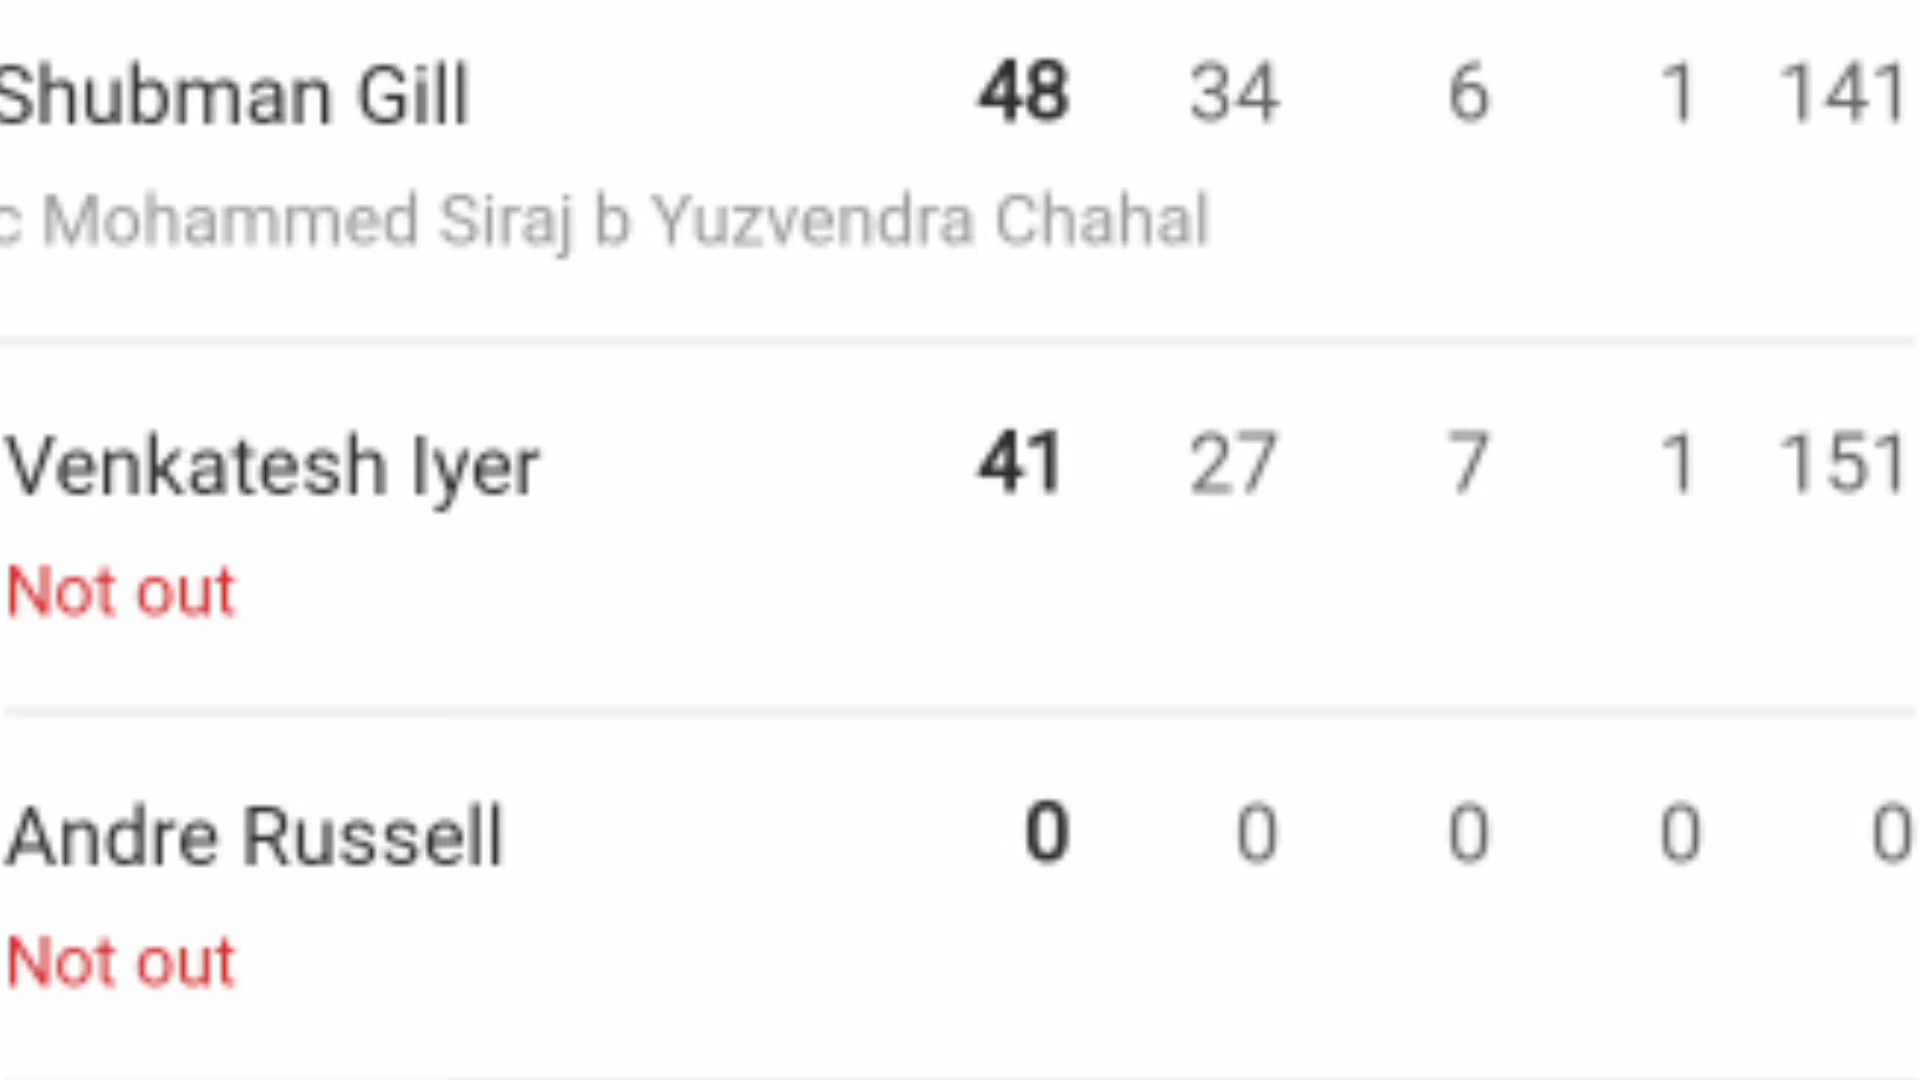 Shubman Gill 48 34 6 1 141
c Mohammed Siraj b Yuzvendra Chahal
Venkatesh Iyer 41 27 7 1 151
Not out
Andre Russell 0 0 0 0 0
Not out